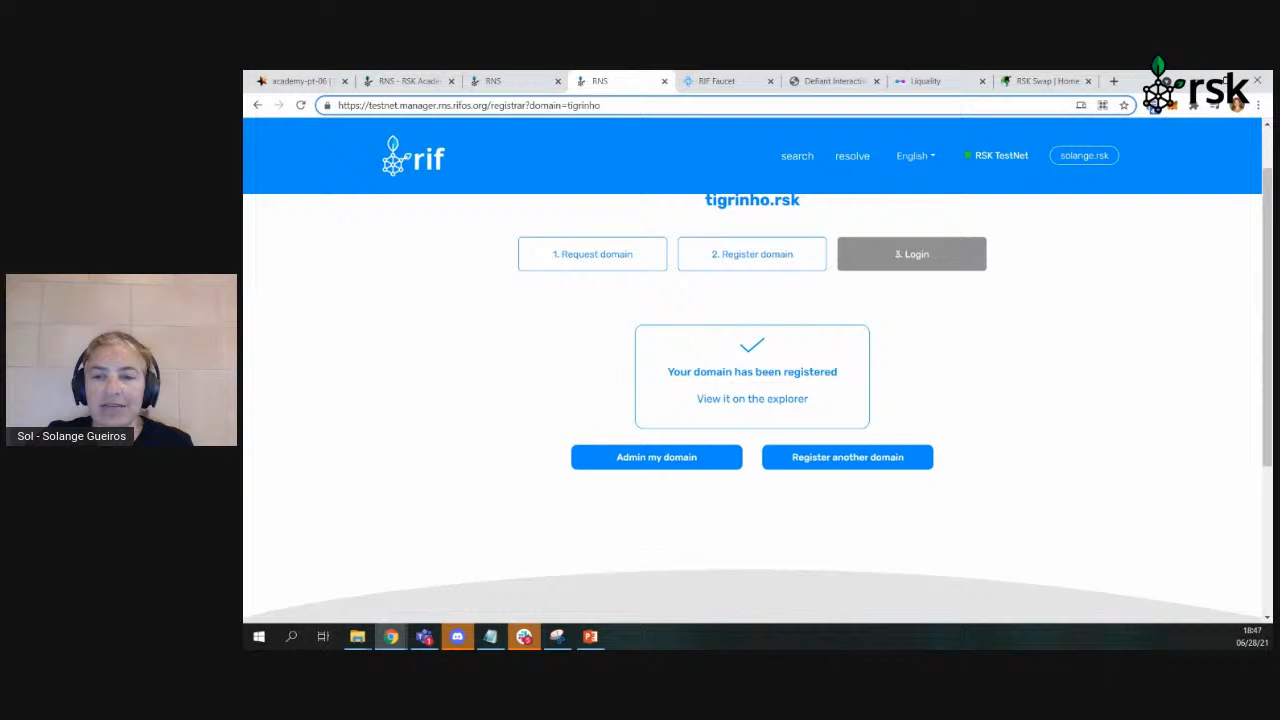 rsk
academy-pt-06 |
RNS - RSK Acade
RNS
RNS
RIF Faucet
Defiant Interacti
Liquality
RSK Swap | Home
https://testnet.manager.rns.rifos.org/registrar?domain=tigrinho
rif
search
resolve
English
RSK TestNet
solange.rsk
tigrinho.rsk
1. Request domain
2. Register domain
3. Login
Your domain has been registered
View it on the explorer
Admin my domain
Register another domain
Sol - Solange Gueiros
18:47
06/28/21